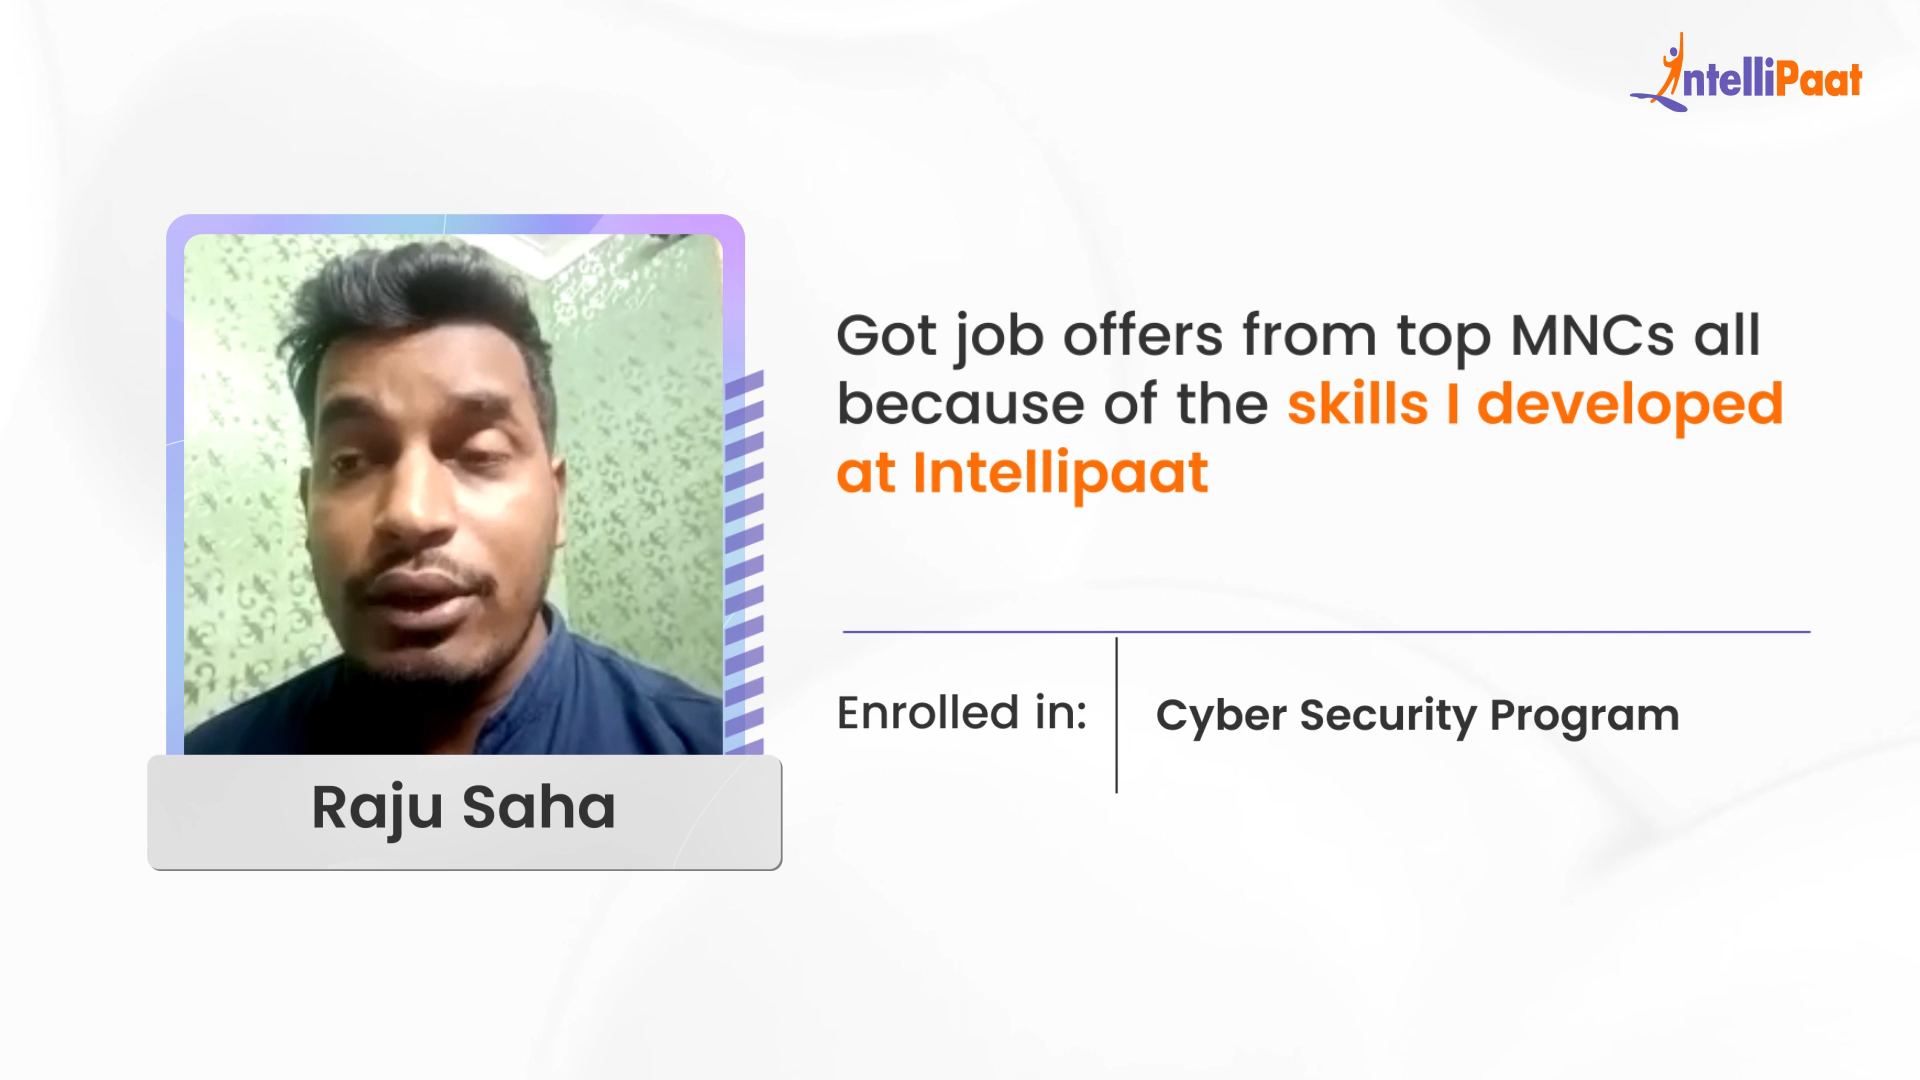 IntelliPaat
Got job offers from top MNCs all
because of the skills I developed
at Intellipaat
Enrolled in:
Cyber Security Program
Raju Saha